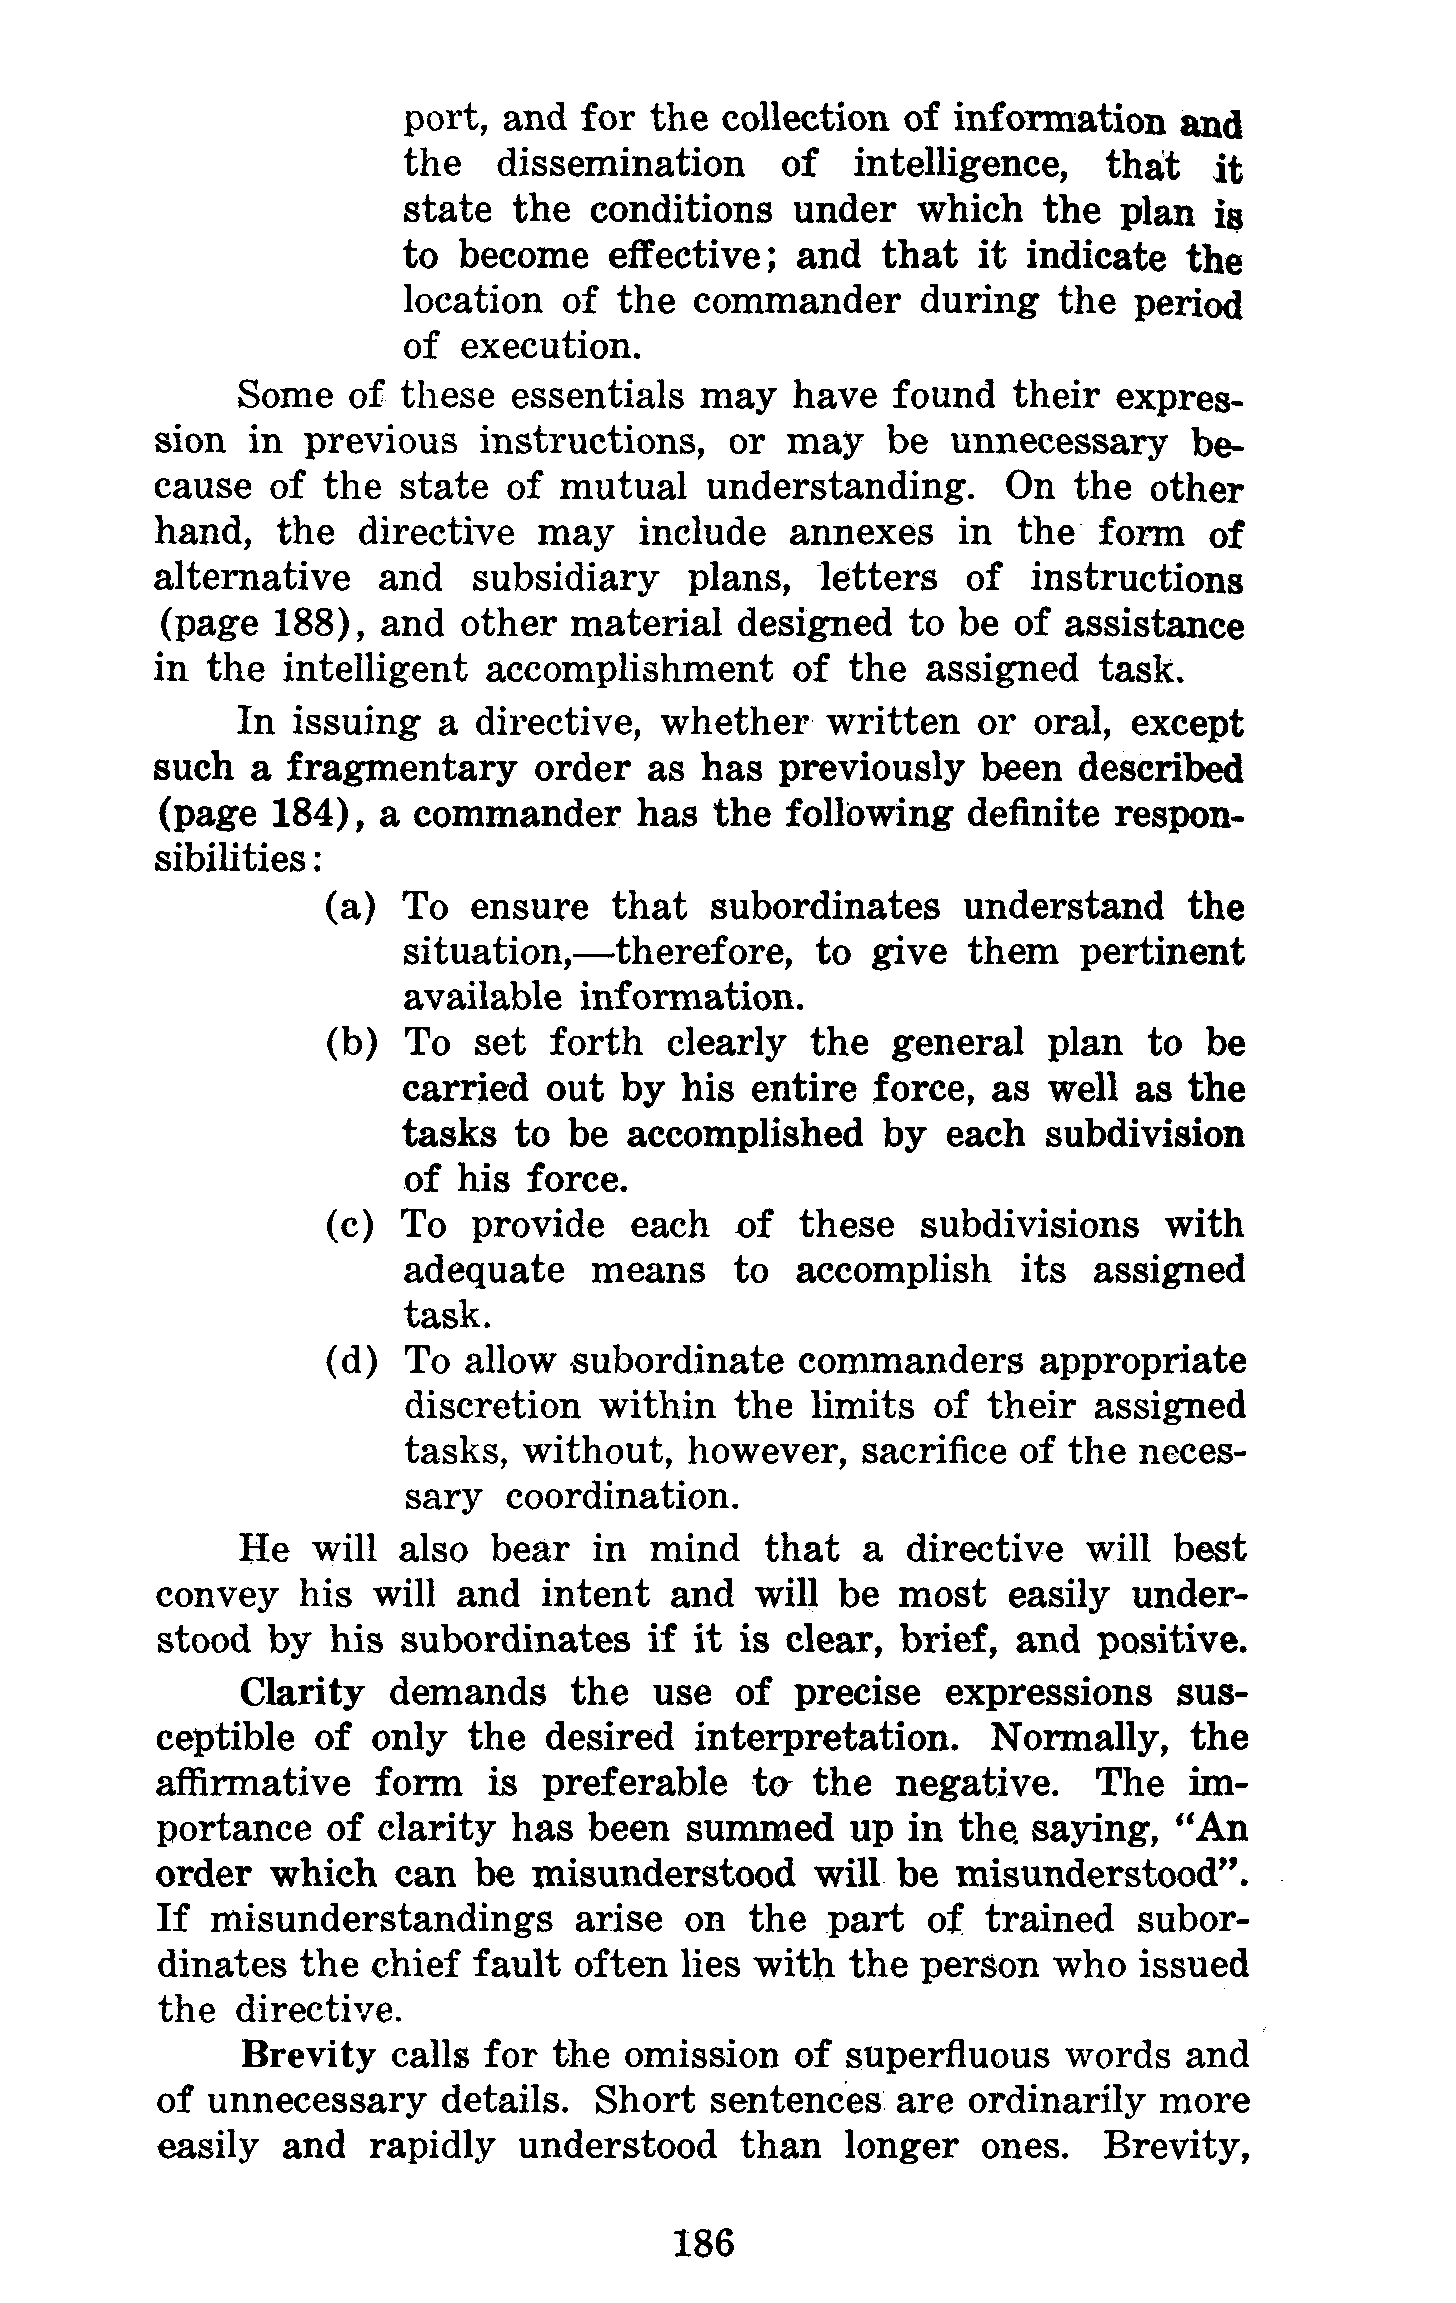 port, and for the collection of information and
the dissemination of intelligence, that it
state the conditions under which the plan is
to become effective; and that it indicate the
location of the commander during the period
of execution.
Some of these essentials may have found their expres-
sion in previous instructions, or may be unnecessary be-
cause of the state of mutual understanding. On the other
hand, the directive may include annexes in the form of
alternative and subsidiary plans, letters of instructions
(page 188), and other material designed to be of assistance
in the intelligent accomplishment of the assigned task.
In issuing a directive, whether written or oral, except
such a fragmentary order as has previously been described
(page 184), a commander has the following definite respon-
sibilities:
(a) To ensure that subordinates understand the
situation,—therefore, to give them pertinent
available information.
(b) To set forth clearly the general plan to be
carried out by his entire force, as well as the
tasks to be accomplished by each subdivision
of his force.
(c) To provide each of these subdivisions with
adequate means to accomplish its assigned
task.
(d) To allow subordinate commanders appropriate
discretion within the limits of their assigned
tasks, without, however, sacrifice of the neces-
sary coordination.
He will also bear in mind that a directive will best
convey his will and intent and will be most easily under-
stood by his subordinates if it is clear, brief, and positive.
Clarity demands the use of precise expressions sus-
ceptible of only the desired interpretation. Normally, the
affirmative form is preferable to the negative. The im-
portance of clarity has been summed up in the saying, “An
order which can be misunderstood will be misunderstood”.
If misunderstandings arise on the part of trained subor-
dinates the chief fault often lies with the person who issued
the directive.
Brevity calls for the omission of superfluous words and
of unnecessary details. Short sentences are ordinarily more
easily and rapidly understood than longer ones. Brevity,
186